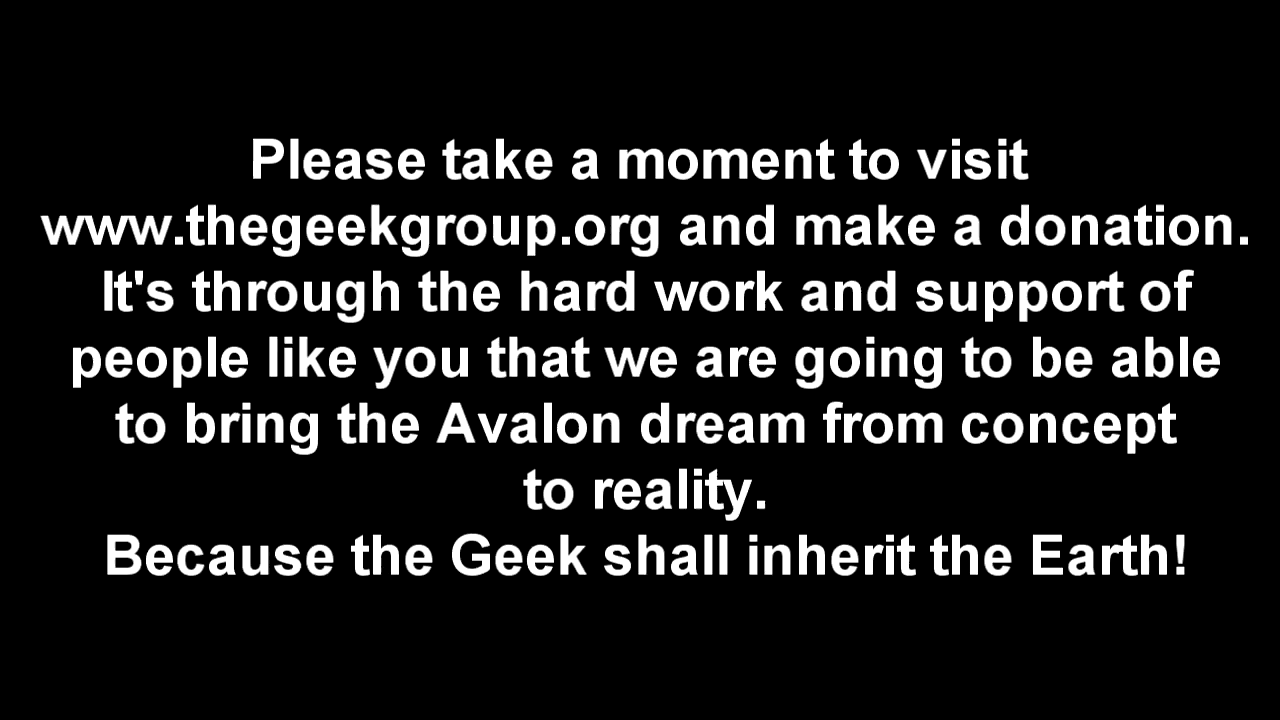 Please take a moment to visit
www.thegeekgroup.org and make a donation.
It's through the hard work and support of
people like you that we are going to be able
to bring the Avalon dream from concept
to reality.
Because the Geek shall inherit the Earth!